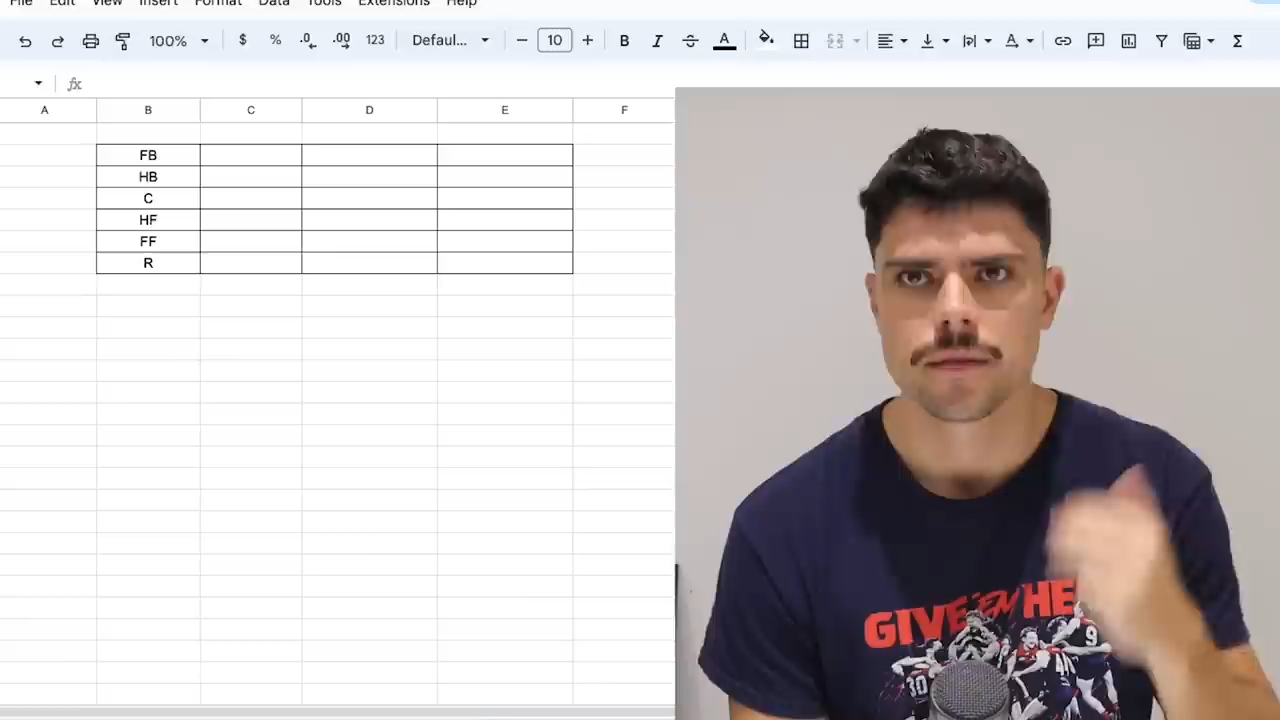 File Edit View Insert Format Data Tools Extensions Help
100% $ % .0 .00 123 Defaul... 10 B I S A Σ
fx
A B C D E F
FB
HB
C
HF
FF
R
GIVE 'EM HE
30 9